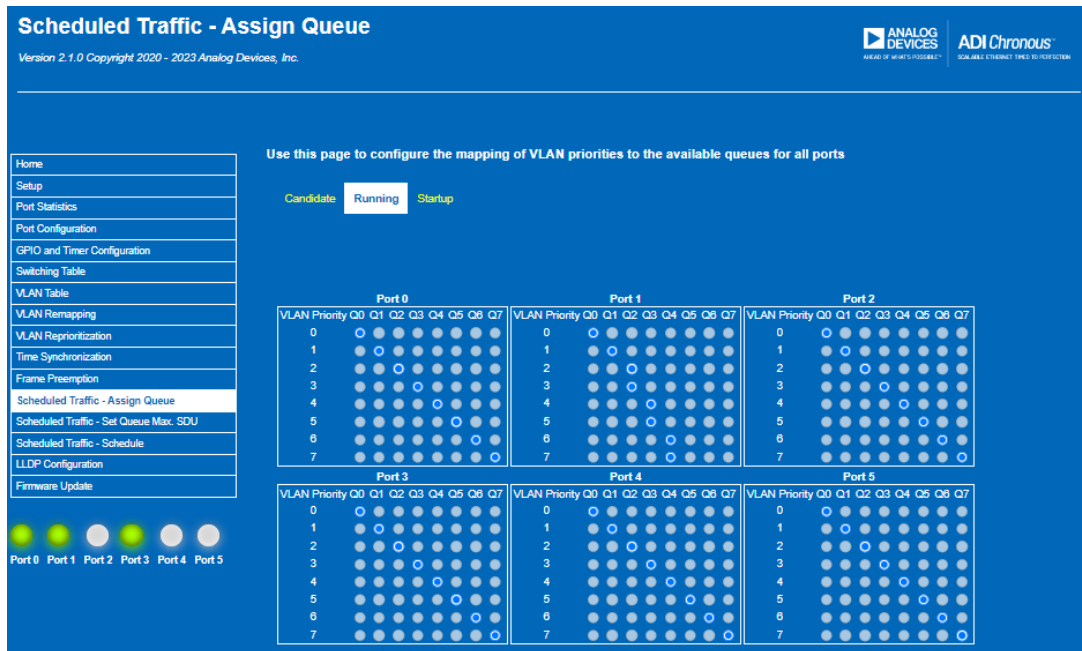 Scheduled Traffic - Assign Queue
Version 2.1.0 Copyright 2020 - 2023 Analog Devices, Inc.
ANALOG
DEVICES
AHEAD OF WHAT'S POSSIBLE™
ADI Chronous™
SCALABLE ETHERNET TIMED TO PERFECTION
Home
Setup
Port Statistics
Port Configuration
GPIO and Timer Configuration
Switching Table
VLAN Table
VLAN Remapping
VLAN Reprioritization
Time Synchronization
Frame Preemption
Scheduled Traffic - Assign Queue
Scheduled Traffic - Set Queue Max. SDU
Scheduled Traffic - Schedule
LLDP Configuration
Firmware Update
Port 0 Port 1 Port 2 Port 3 Port 4 Port 5
Use this page to configure the mapping of VLAN priorities to the available queues for all ports
Candidate Running Startup
Port 0 Port 1 Port 2
VLAN Priority Q0 Q1 Q2 Q3 Q4 Q5 Q6 Q7 VLAN Priority Q0 Q1 Q2 Q3 Q4 Q5 Q6 Q7 VLAN Priority Q0 Q1 Q2 Q3 Q4 Q5 Q6 Q7
0 0 0
1 1 1
2 2 2
3 3 3
4 4 4
5 5 5
6 6 6
7 7 7
Port 3 Port 4 Port 5
VLAN Priority Q0 Q1 Q2 Q3 Q4 Q5 Q6 Q7 VLAN Priority Q0 Q1 Q2 Q3 Q4 Q5 Q6 Q7 VLAN Priority Q0 Q1 Q2 Q3 Q4 Q5 Q6 Q7
0 0 0
1 1 1
2 2 2
3 3 3
4 4 4
5 5 5
6 6 6
7 7 7